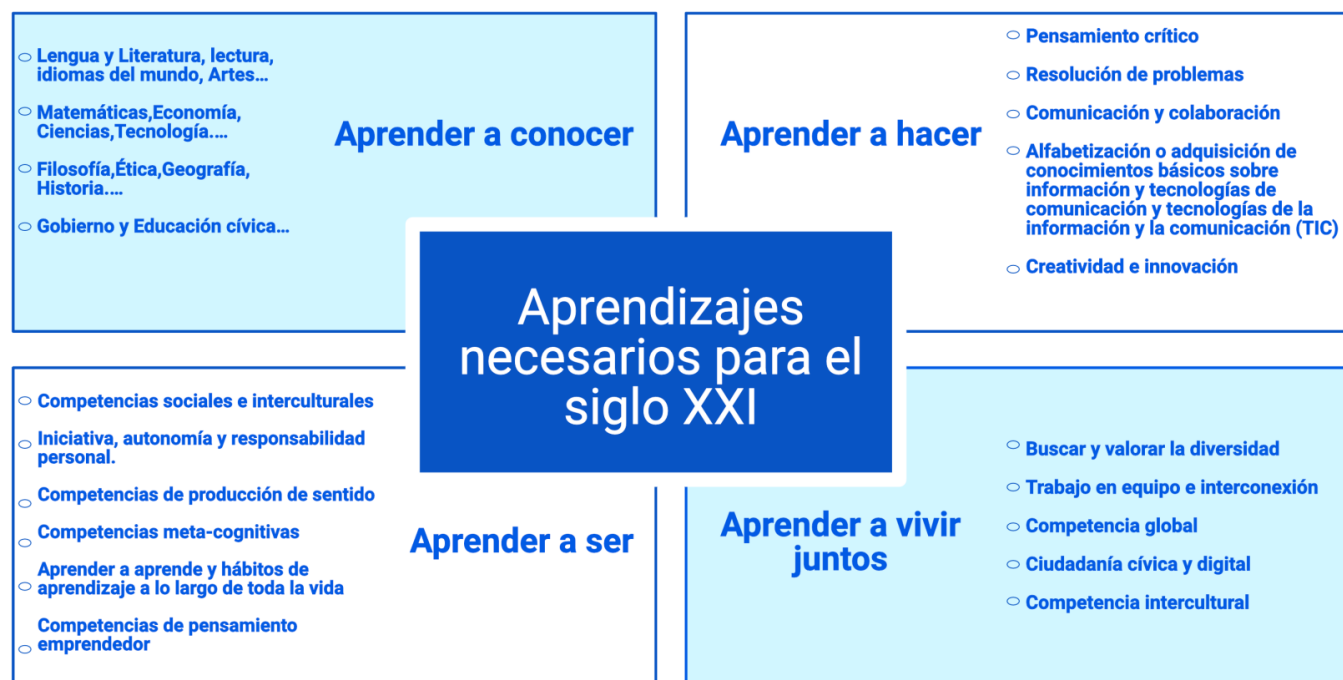 Lengua y Literatura, lectura,
idiomas del mundo, Artes...
Matemáticas,Economía,
Ciencias,Tecnología....
Filosofía,Ética,Geografía,
Historia....
Gobierno y Educación cívica...
Aprender a conocer
Aprender a hacer
Pensamiento crítico
Resolución de problemas
Comunicación y colaboración
Alfabetización o adquisición de
conocimientos básicos sobre
información y tecnologías de
comunicación y tecnologías de la
información y la comunicación (TIC)
Creatividad e innovación
Aprendizajes
necesarios para el
siglo XXI
Competencias sociales e interculturales
Iniciativa, autonomía y responsabilidad
personal.
Competencias de producción de sentido
Competencias meta-cognitivas
Aprender a aprende y hábitos de
aprendizaje a lo largo de toda la vida
Competencias de pensamiento
emprendedor
Aprender a ser
Aprender a vivir
juntos
Buscar y valorar la diversidad
Trabajo en equipo e interconexión
Competencia global
Ciudadanía cívica y digital
Competencia intercultural